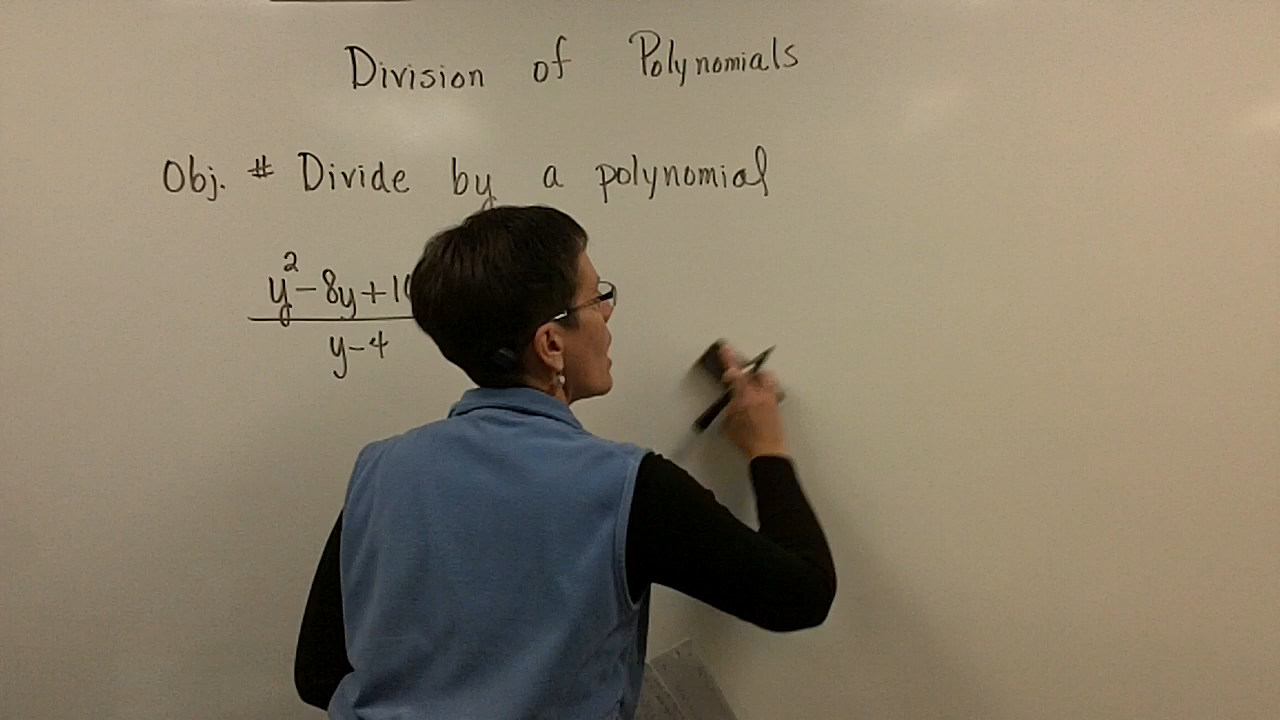 Division of Polynomials
Obj. # Divide by a polynomial
y² - 8y + 1
y - 4